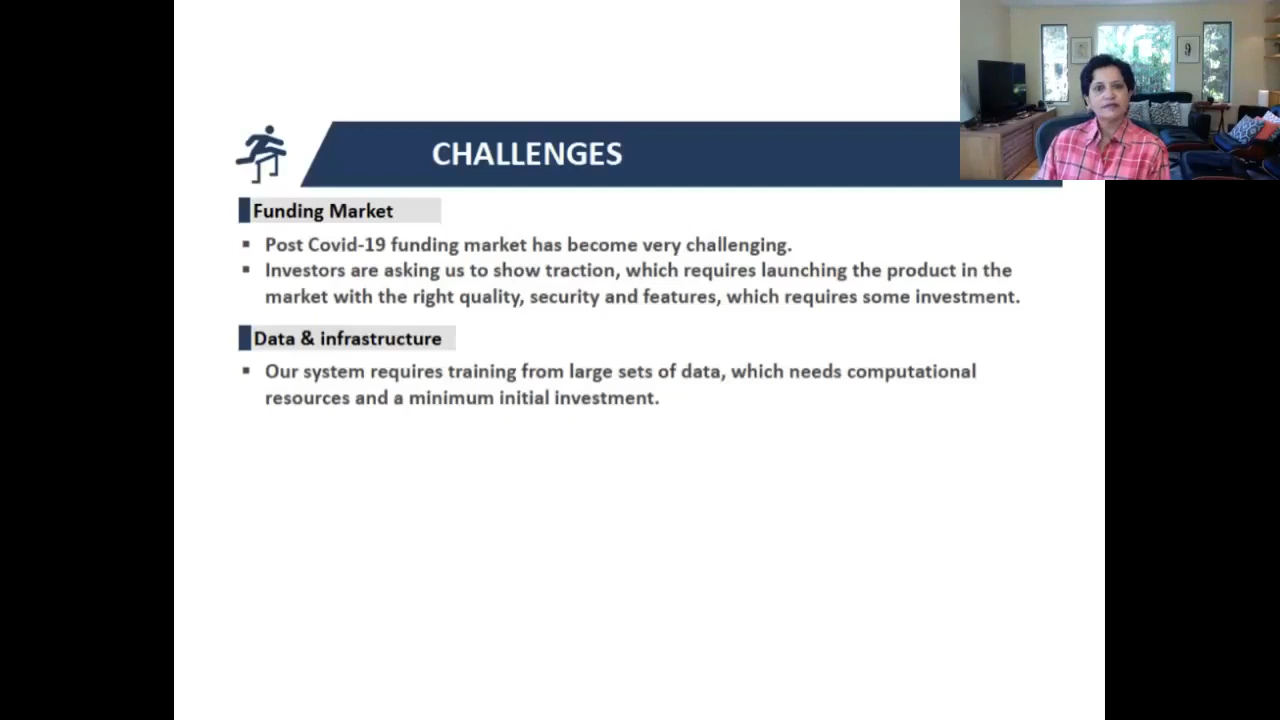 CHALLENGES
Funding Market
▪ Post Covid-19 funding market has become very challenging.
▪ Investors are asking us to show traction, which requires launching the product in the
market with the right quality, security and features, which requires some investment.
Data & infrastructure
▪ Our system requires training from large sets of data, which needs computational
resources and a minimum initial investment.